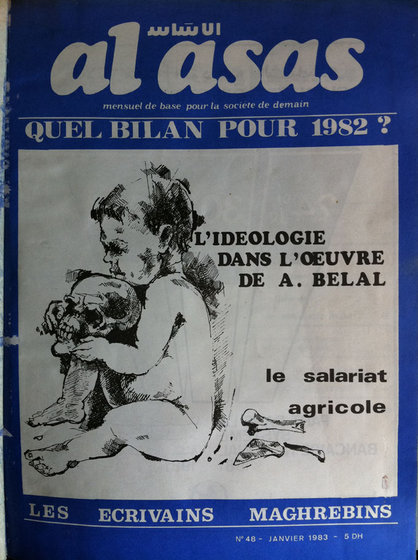 الأساس
al asas
mensuel de base pour la societe de demain
QUEL BILAN POUR 1982 ?
L'IDEOLOGIE
DANS L'ŒUVRE
DE A. BELAL
le salariat
agricole
LES ECRIVAINS MAGHREBINS
N° 48 - JANVIER 1983 - 5 DH